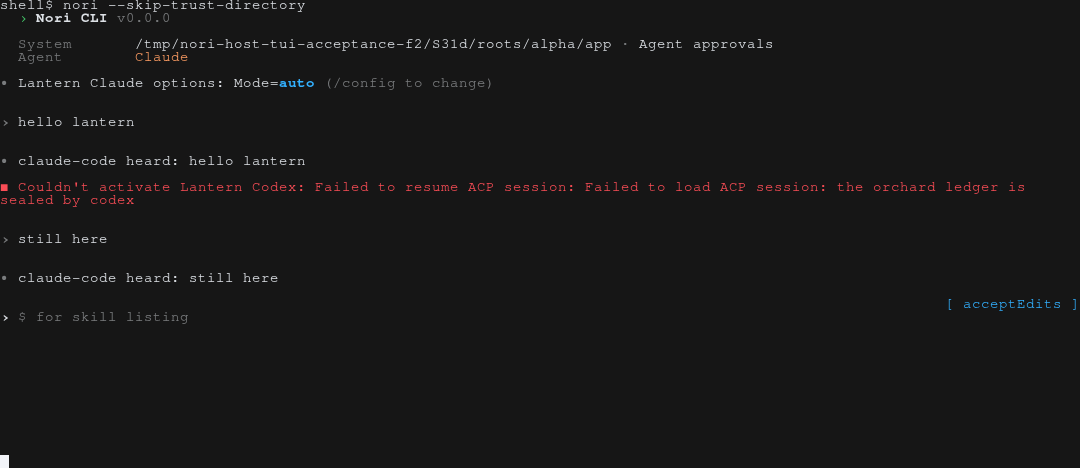 shell$ nori --skip-trust-directory
› Nori CLI v0.0.0
System /tmp/nori-host-tui-acceptance-f2/S31d/roots/alpha/app · Agent approvals
Agent Claude
• Lantern Claude options: Mode=auto (/config to change)
› hello lantern
• claude-code heard: hello lantern
■ Couldn't activate Lantern Codex: Failed to resume ACP session: Failed to load ACP session: the orchard ledger is
sealed by codex
› still here
• claude-code heard: still here
[ acceptEdits ]
› $ for skill listing